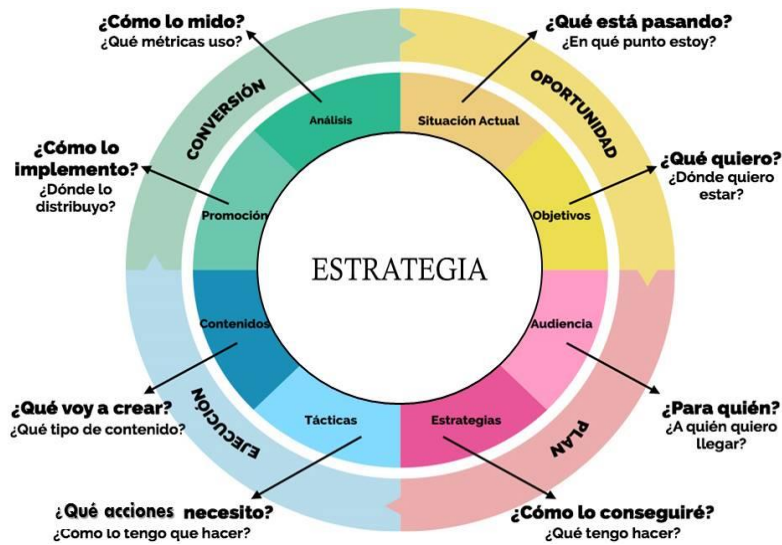 ¿Cómo lo mido?
¿Qué métricas uso?
¿Qué está pasando?
¿En qué punto estoy?
CONVERSIÓN
OPORTUNIDAD
Análisis
Situación Actual
¿Cómo lo
implemento?
¿Dónde lo
distribuyo?
¿Qué quiero?
¿Dónde quiero
estar?
Promoción
Objetivos
ESTRATEGIA
Contenidos
Audiencia
¿Qué voy a crear?
¿Qué tipo de contenido?
¿Para quién?
¿A quién quiero
llegar?
Tácticas
Estrategias
EJECUCIÓN
PLAN
¿Qué acciones necesito?
¿Como lo tengo que hacer?
¿Cómo lo conseguiré?
¿Qué tengo hacer?